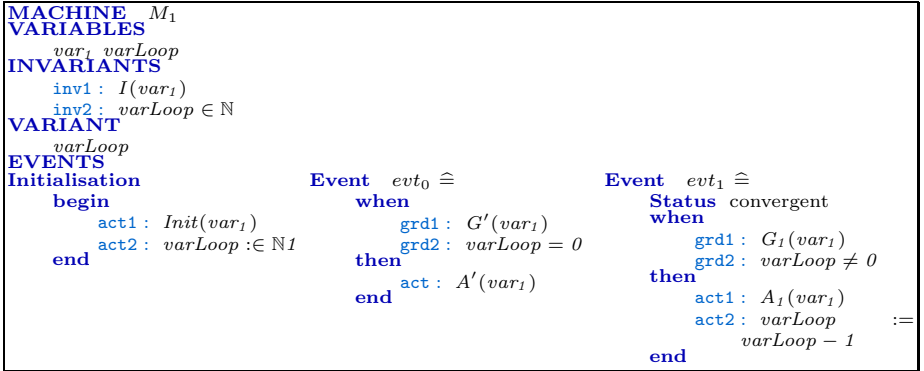 MACHINE M₁
VARIABLES
var₁ varLoop
INVARIANTS
inv1 : I(var₁)
inv2 : varLoop ∈ ℕ
VARIANT
varLoop
EVENTS
Initialisation
begin
act1 : Init(var₁)
act2 : varLoop :∈ ℕ1
end
Event evt₀ ≙
when
grd1 : G′(var₁)
grd2 : varLoop = 0
then
act : A′(var₁)
end
Event evt₁ ≙
Status convergent
when
grd1 : G₁(var₁)
grd2 : varLoop ≠ 0
then
act1 : A₁(var₁)
act2 : varLoop :=
varLoop − 1
end